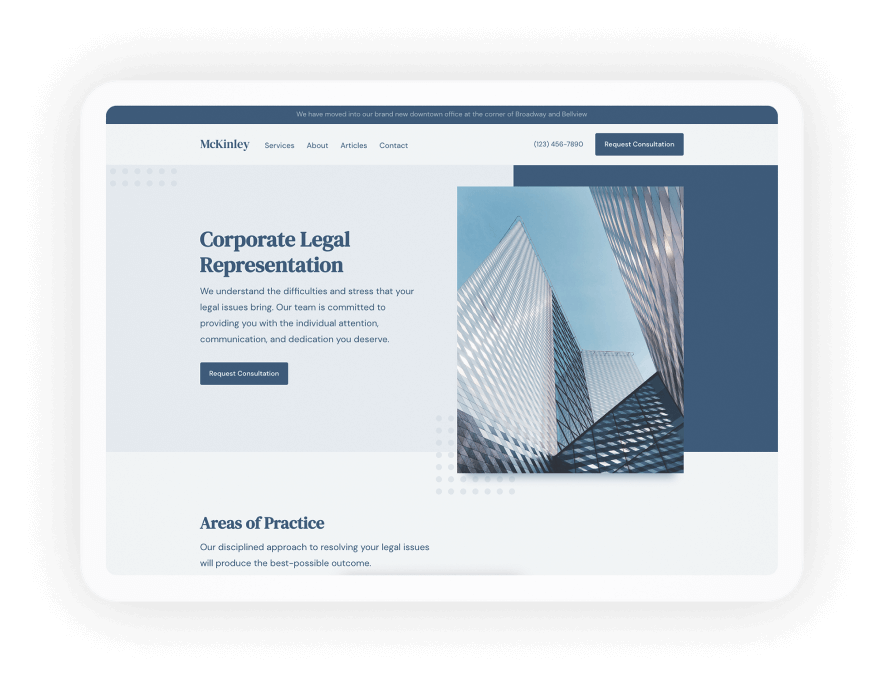 We have moved into our brand new downtown office at the corner of Broadway and Bellview
McKinley Services About Articles Contact (123) 456-7890 Request Consultation
Corporate Legal
Representation
We understand the difficulties and stress that your
legal issues bring. Our team is committed to
providing you with the individual attention,
communication, and dedication you deserve.
Request Consultation
Areas of Practice
Our disciplined approach to resolving your legal issues
will produce the best-possible outcome.